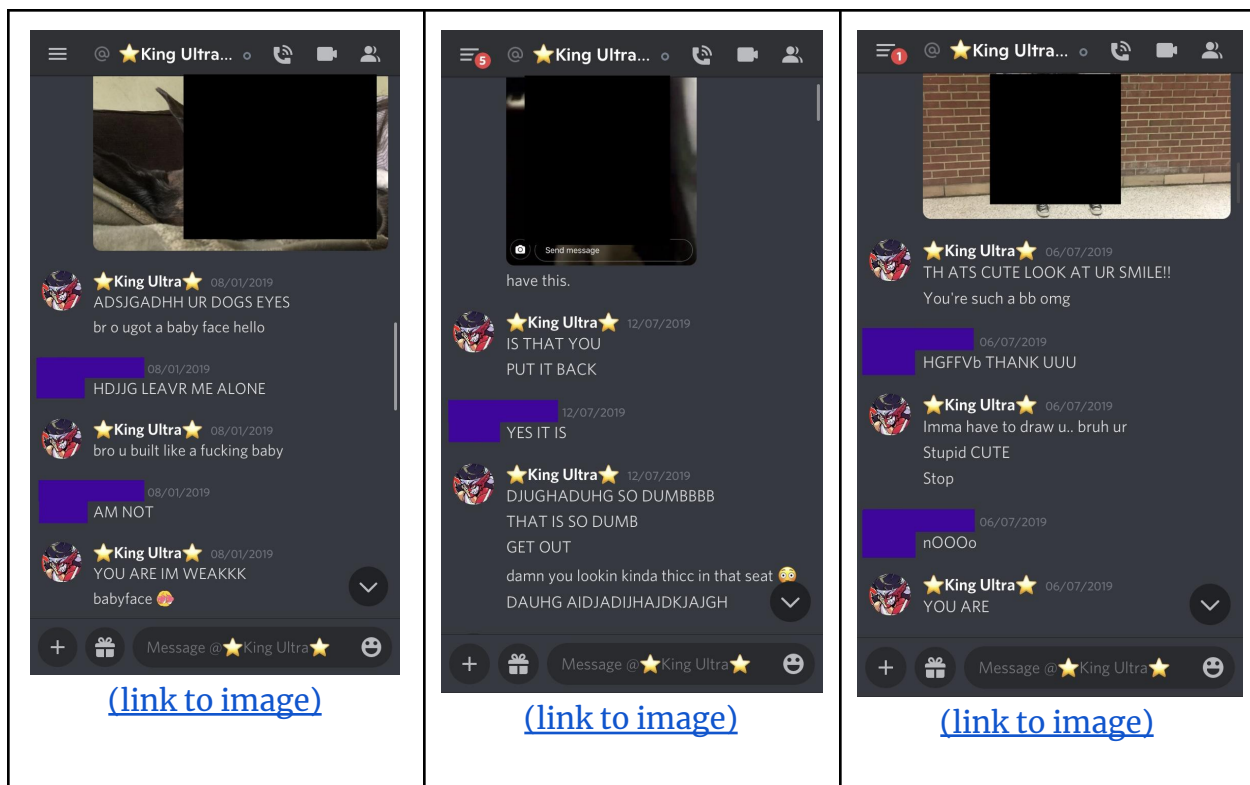 @ ⭐King Ultra...
⭐King Ultra⭐ 08/01/2019
ADSJGADHH UR DOGS EYES
br o ugot a baby face hello
08/01/2019
HDJJG LEAVR ME ALONE
⭐King Ultra⭐ 08/01/2019
bro u built like a fucking baby
08/01/2019
AM NOT
⭐King Ultra⭐ 08/01/2019
YOU ARE IM WEAKKK
babyface
Message @⭐King Ultra⭐
(link to image)
5
@ ⭐King Ultra...
Send message
have this.
⭐King Ultra⭐ 12/07/2019
IS THAT YOU
PUT IT BACK
12/07/2019
YES IT IS
⭐King Ultra⭐ 12/07/2019
DJUGHADUHG SO DUMBBBB
THAT IS SO DUMB
GET OUT
damn you lookin kinda thicc in that seat 😳
DAUHG AIDJADIJHAJDKJAJGH
Message @⭐King Ultra⭐
(link to image)
1
@ ⭐King Ultra...
⭐King Ultra⭐ 06/07/2019
TH ATS CUTE LOOK AT UR SMILE!!
You're such a bb omg
06/07/2019
HGFFVb THANK UUU
⭐King Ultra⭐ 06/07/2019
Imma have to draw u.. bruh ur
Stupid CUTE
Stop
06/07/2019
nOOOo
⭐King Ultra⭐ 06/07/2019
YOU ARE
Message @⭐King Ultra⭐
(link to image)